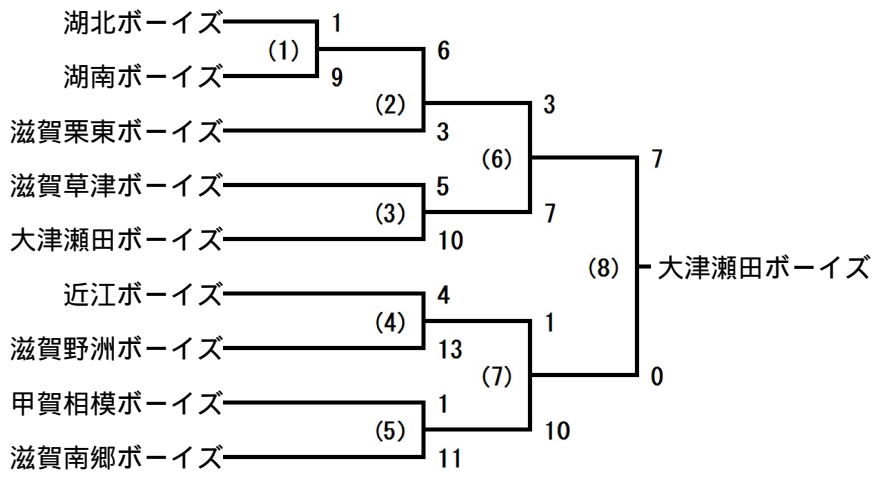 湖北ボーイズ 1
(1) 6
湖南ボーイズ 9
(2) 3
滋賀栗東ボーイズ 3
(6) 7
滋賀草津ボーイズ 5
(3) 7
大津瀬田ボーイズ 10
(8) 大津瀬田ボーイズ
近江ボーイズ 4
(4) 1
滋賀野洲ボーイズ 13
(7) 0
甲賀相模ボーイズ 1
(5) 10
滋賀南郷ボーイズ 11